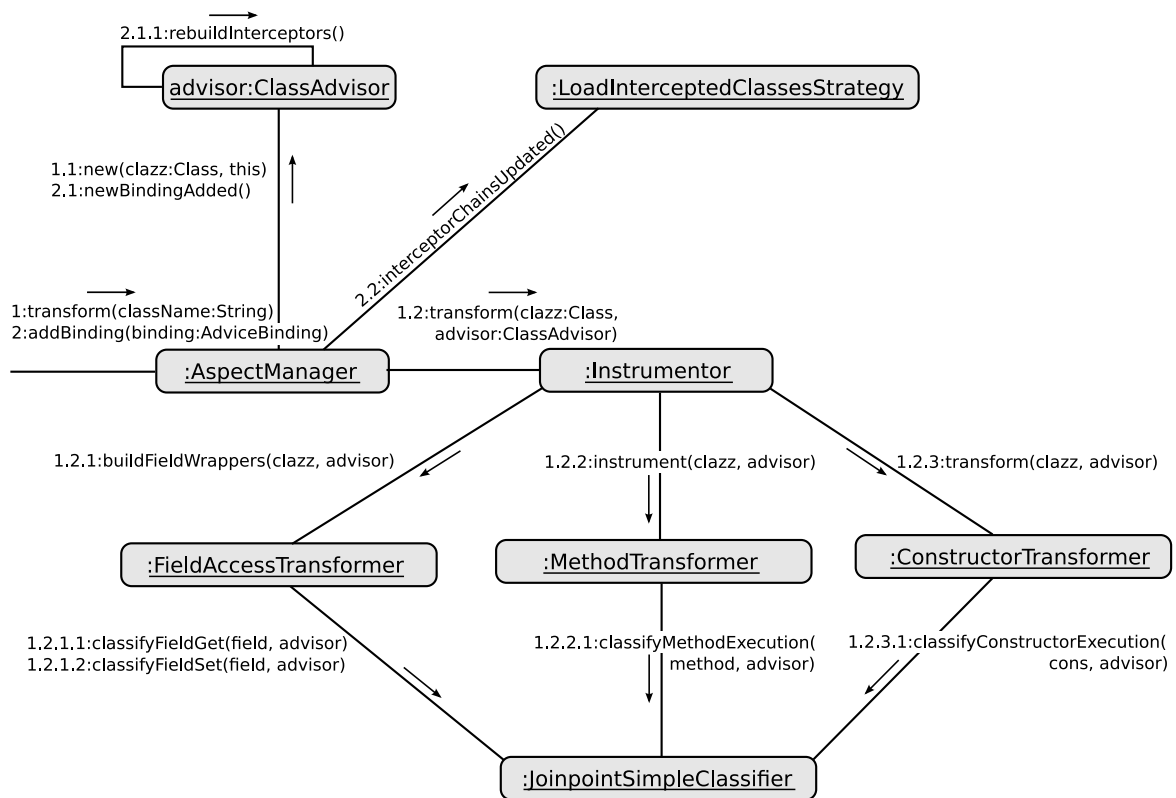 2.1.1:rebuildInterceptors()
advisor:ClassAdvisor
:LoadInterceptedClassesStrategy
1.1:new(clazz:Class, this)
2.1:newBindingAdded()
2.2:interceptorChainsUpdated()
1:transform(className:String)
2:addBinding(binding:AdviceBinding)
1.2:transform(clazz:Class,
advisor:ClassAdvisor)
:AspectManager
:Instrumentor
1.2.1:buildFieldWrappers(clazz, advisor)
1.2.2:instrument(clazz, advisor)
1.2.3:transform(clazz, advisor)
:FieldAccessTransformer
:MethodTransformer
:ConstructorTransformer
1.2.1.1:classifyFieldGet(field, advisor)
1.2.1.2:classifyFieldSet(field, advisor)
1.2.2.1:classifyMethodExecution(
method, advisor)
1.2.3.1:classifyConstructorExecution(
cons, advisor)
:JoinpointSimpleClassifier